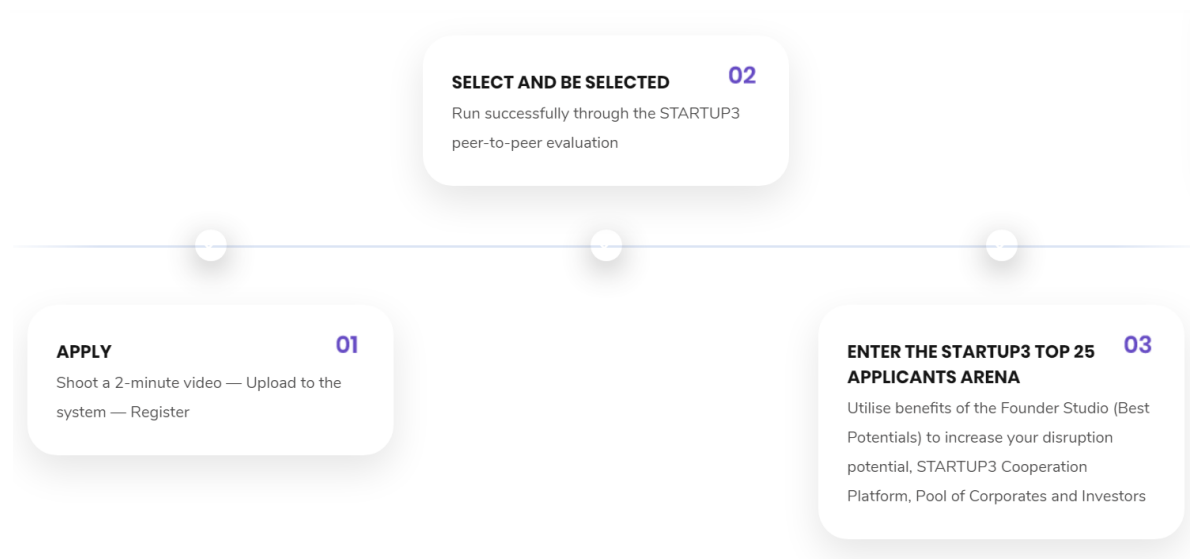 SELECT AND BE SELECTED
02
Run successfully through the STARTUP3
peer-to-peer evaluation
APPLY
01
Shoot a 2-minute video — Upload to the
system — Register
ENTER THE STARTUP3 TOP 25
03
APPLICANTS ARENA
Utilise benefits of the Founder Studio (Best
Potentials) to increase your disruption
potential, STARTUP3 Cooperation
Platform, Pool of Corporates and Investors